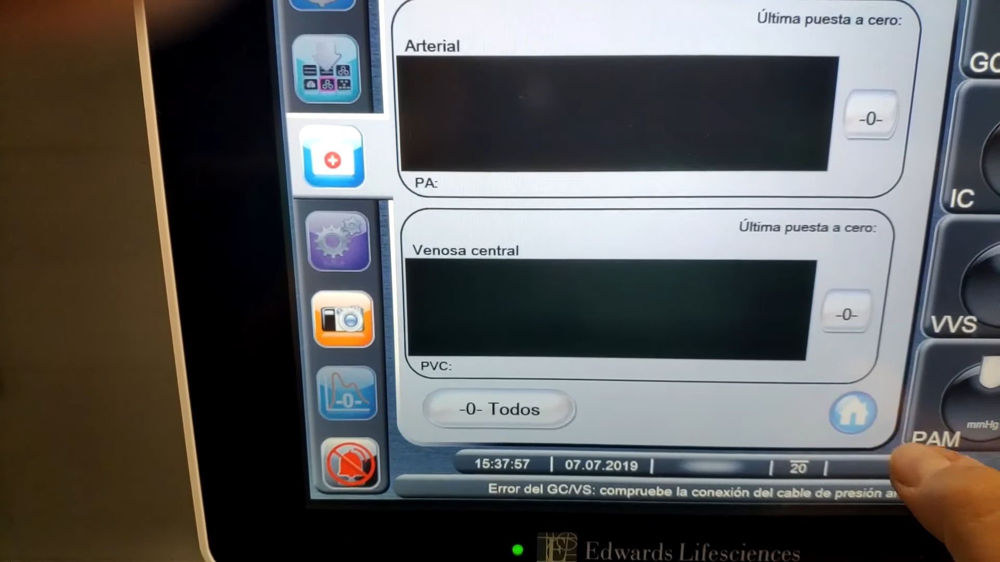 Última puesta a cero:
Arterial
-0-
PA:
Última puesta a cero:
Venosa central
-0-
PVC:
-0- Todos
-0-
GC
IC
VVS
mmHg
PAM
15:37:57 | 07.07.2019 | | 20 |
Error del GC/VS: compruebe la conexión del cable de presión
Edwards Lifesciences